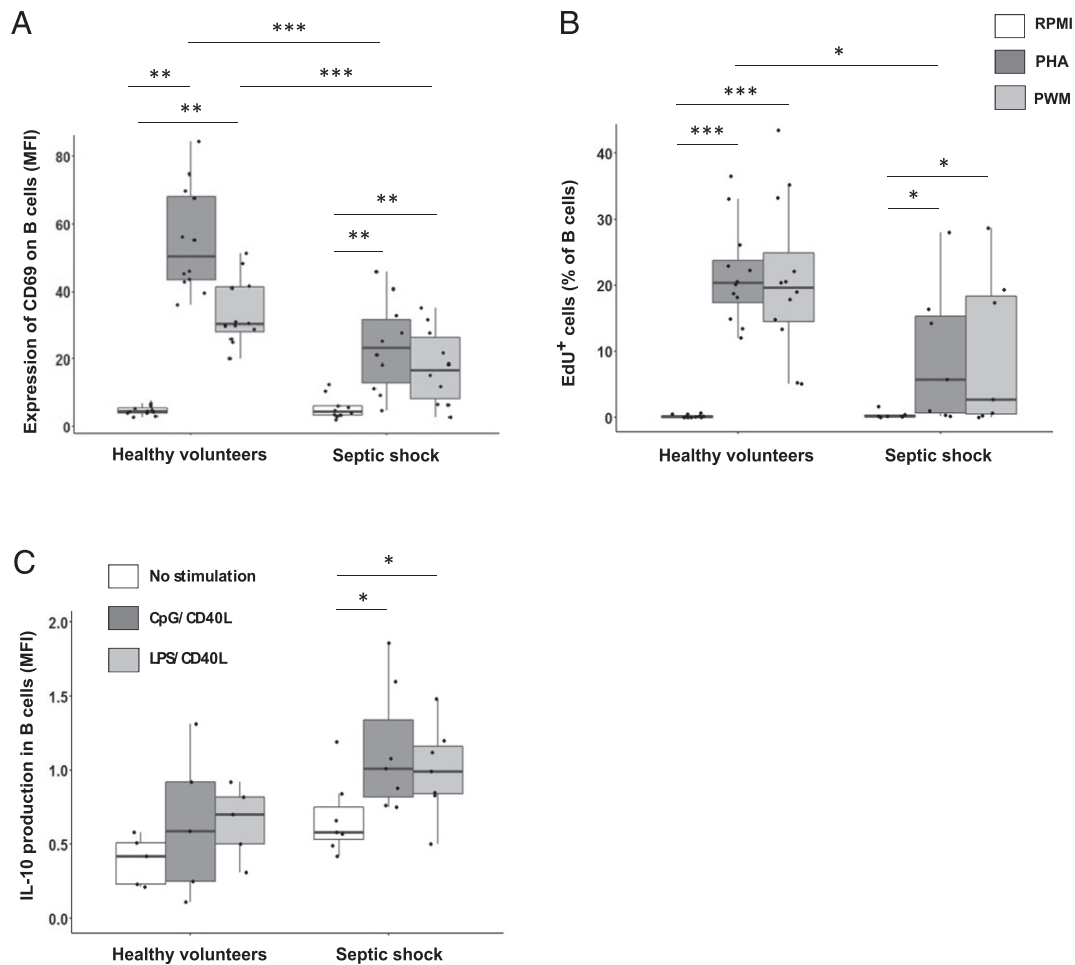 A
***
**
***
**
Expression of CD69 on B cells (MFI)
80
60
40
20
0
**
**
Healthy volunteers
Septic shock
B
RPMI
PHA
PWM
*
***
***
*
*
EdU+ cells (% of B cells)
40
30
20
10
0
Healthy volunteers
Septic shock
C
No stimulation
CpG/ CD40L
LPS/ CD40L
*
*
IL-10 production in B cells (MFI)
2.0
1.5
1.0
0.5
0.0
Healthy volunteers
Septic shock